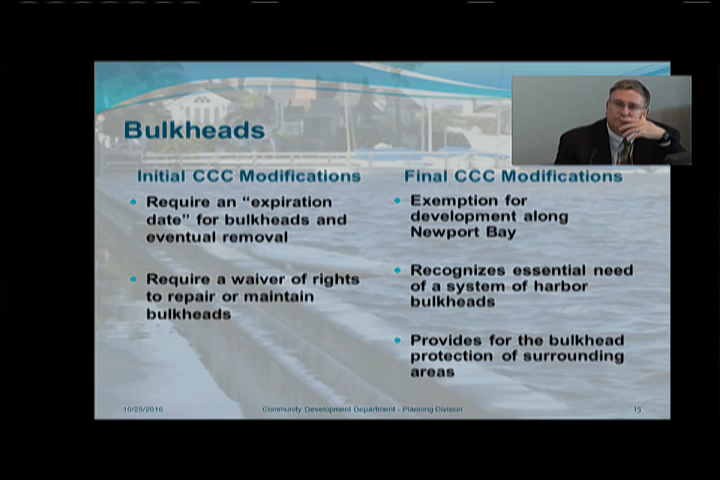 Bulkheads
Initial CCC Modifications
Require an “expiration
date” for bulkheads and
eventual removal
Require a waiver of rights
to repair or maintain
bulkheads
Final CCC Modifications
Exemption for
development along
Newport Bay
Recognizes essential need
of a system of harbor
bulkheads
Provides for the bulkhead
protection of surrounding
areas
10/25/2016
Community Development Department - Planning Division
15